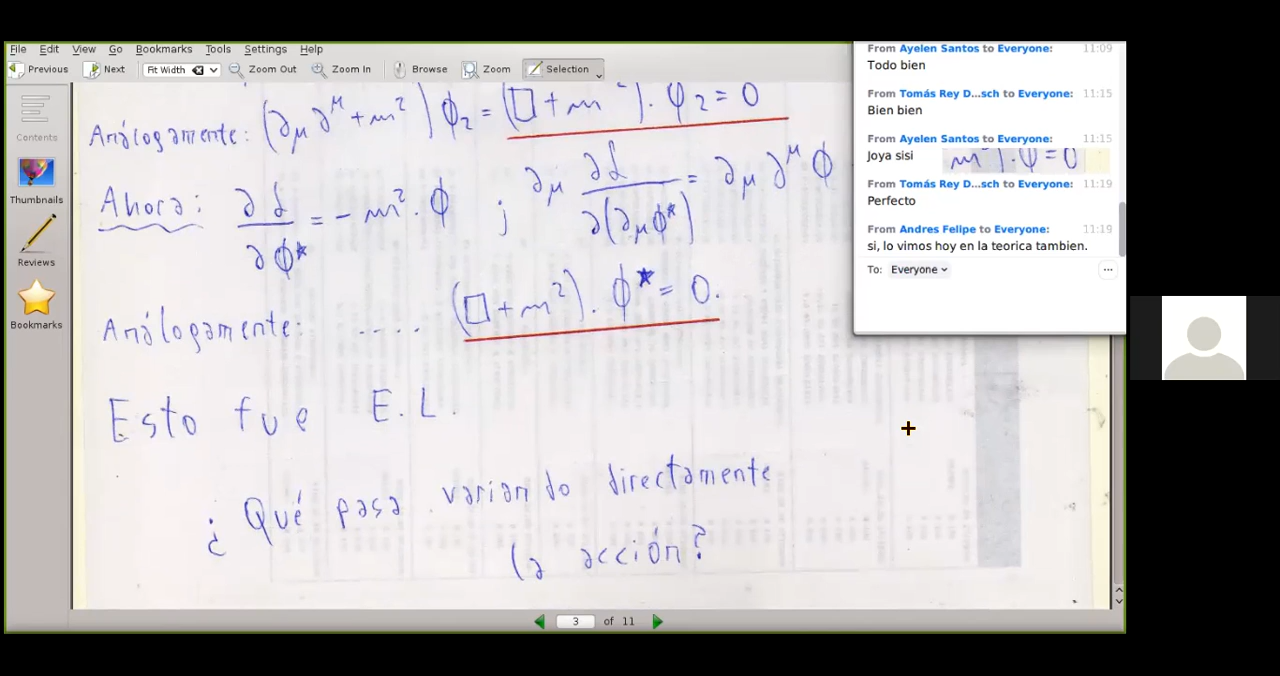 File Edit View Go Bookmarks Tools Settings Help
Previous Next Fit Width Zoom Out Zoom In Browse Zoom Selection
Contents
Thumbnails
Reviews
Bookmarks
Análogamente: (∂μ ∂^μ + m²) ϕ₂ = (□ + m²). φ₂ = 0
Ahora: ∂ℒ/∂ϕ* = - m². ϕ ; ∂μ ∂ℒ/∂(∂μϕ*) = ∂μ ∂^μ ϕ
Análogamente: .... (□ + m²). ϕ* = 0.
Esto fue E.L.
¿Qué pasa variando directamente
la acción?
From Ayelen Santos to Everyone: 11:09
Todo bien
From Tomás Rey D...sch to Everyone: 11:15
Bien bien
From Ayelen Santos to Everyone: 11:15
Joya sisi
m²). φ = 0
From Tomás Rey D...sch to Everyone: 11:19
Perfecto
From Andres Felipe to Everyone: 11:19
si, lo vimos hoy en la teorica tambien.
To: Everyone ...
3 of 11